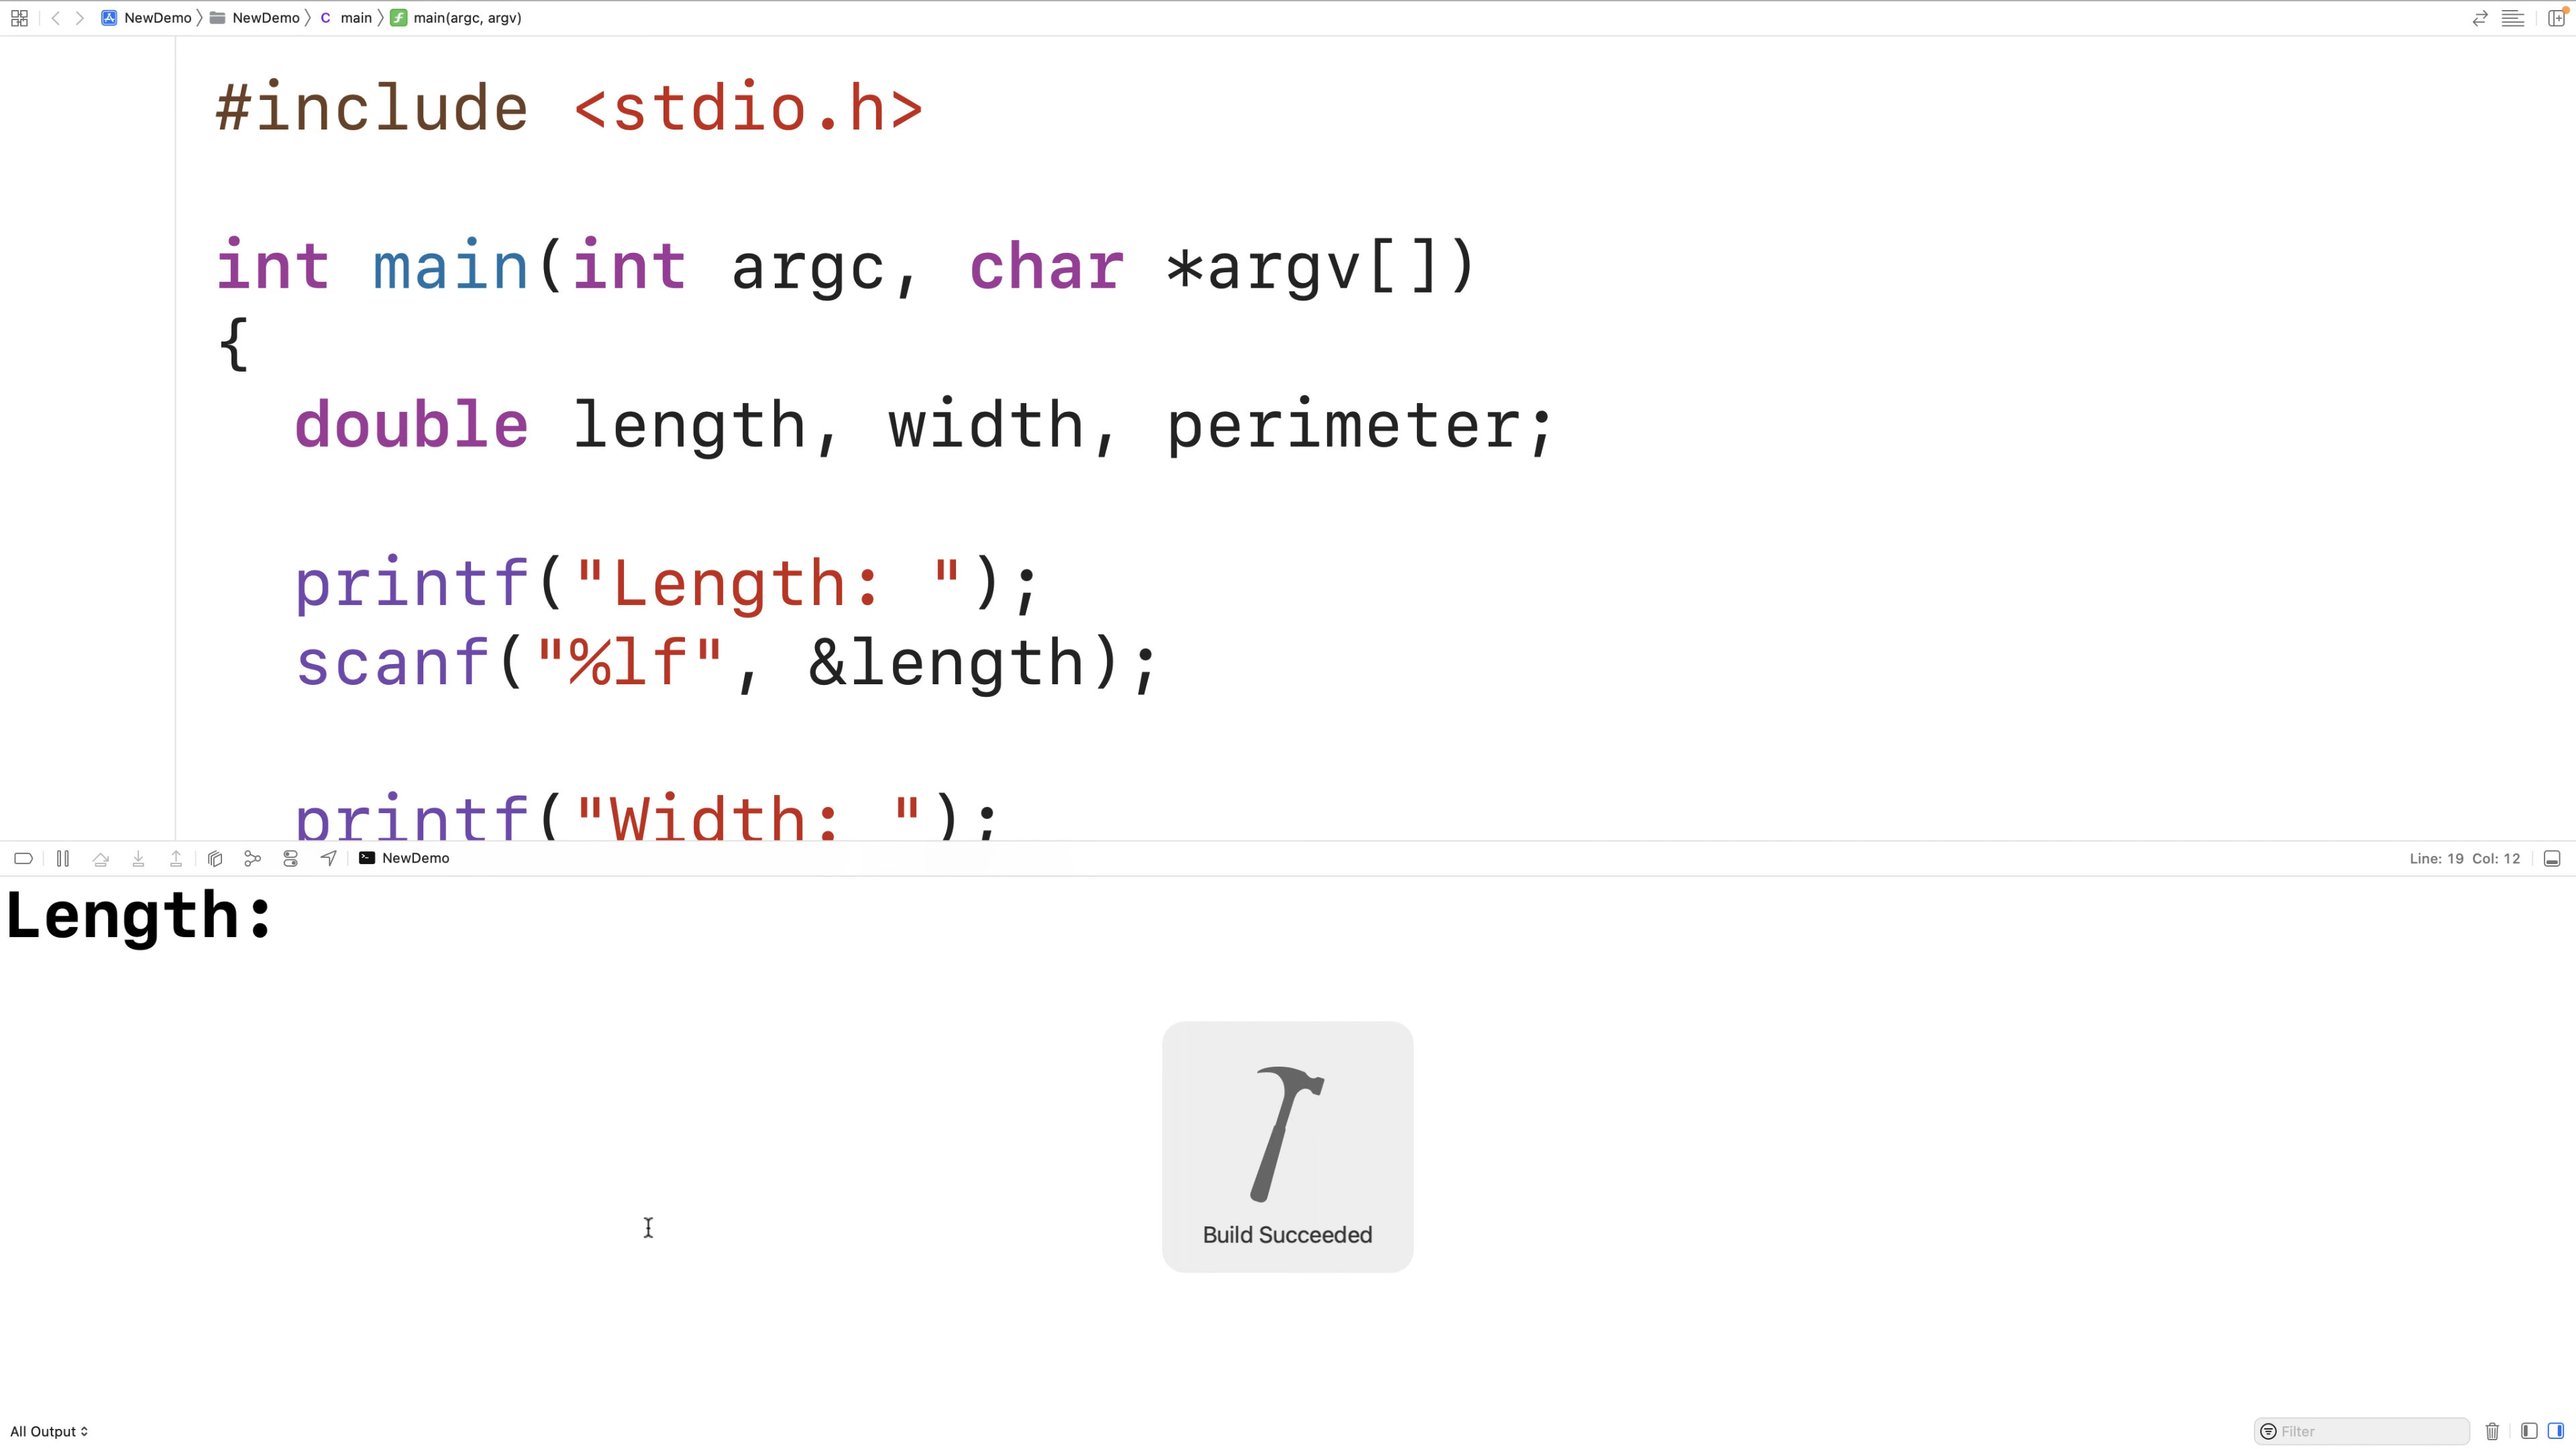 NewDemo NewDemo C main f main(argc, argv)
#include <stdio.h>
int main(int argc, char *argv[])
{
double length, width, perimeter;
printf("Length: ");
scanf("%lf", &length);
printf("Width: ");
NewDemo
Line: 19 Col: 12
Length:
Build Succeeded
All Output
Filter